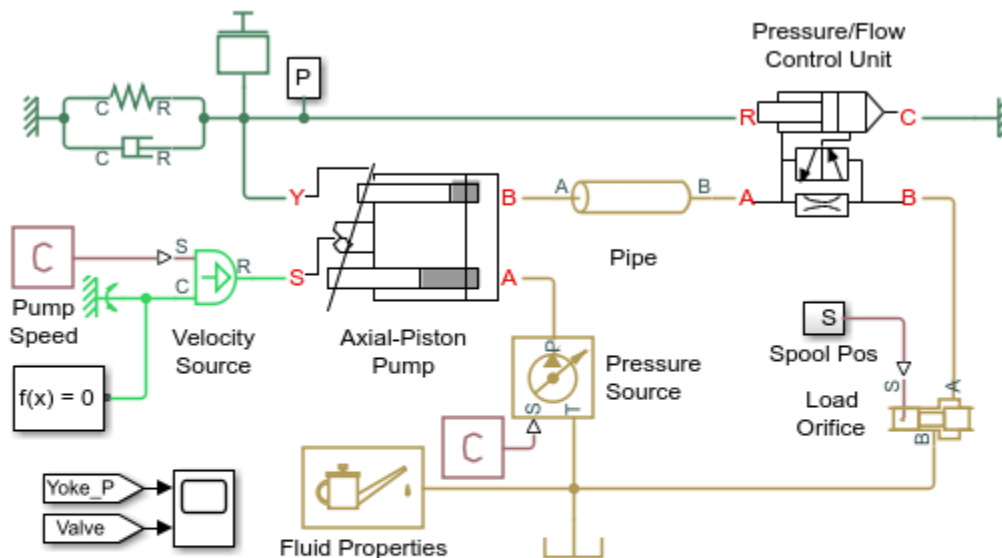 Pressure/Flow
Control Unit
P
C R
C R
R C
Y B A B A B
C S R
S A
C
Pipe
Pump
Speed
Velocity
Source
Axial-Piston
Pump
P
Pressure
Source
S T
C
S
Spool Pos
S A
Load
Orifice
B
f(x) = 0
Yoke_P
Valve
Fluid Properties